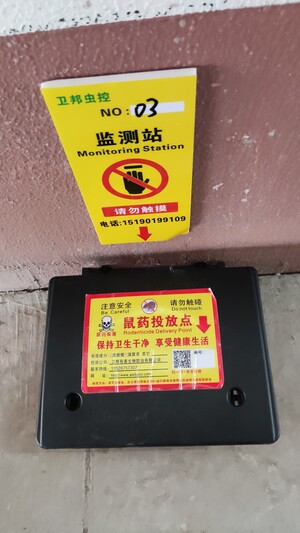 卫邦虫控
NO: 03
监测站
Monitoring Station
请勿触摸
电话:15190199109
注意安全
Be Careful
请勿触碰
Do not touch
鼠药投放点
Rodenticide Delivery Point
保持卫生干净 享受健康生活